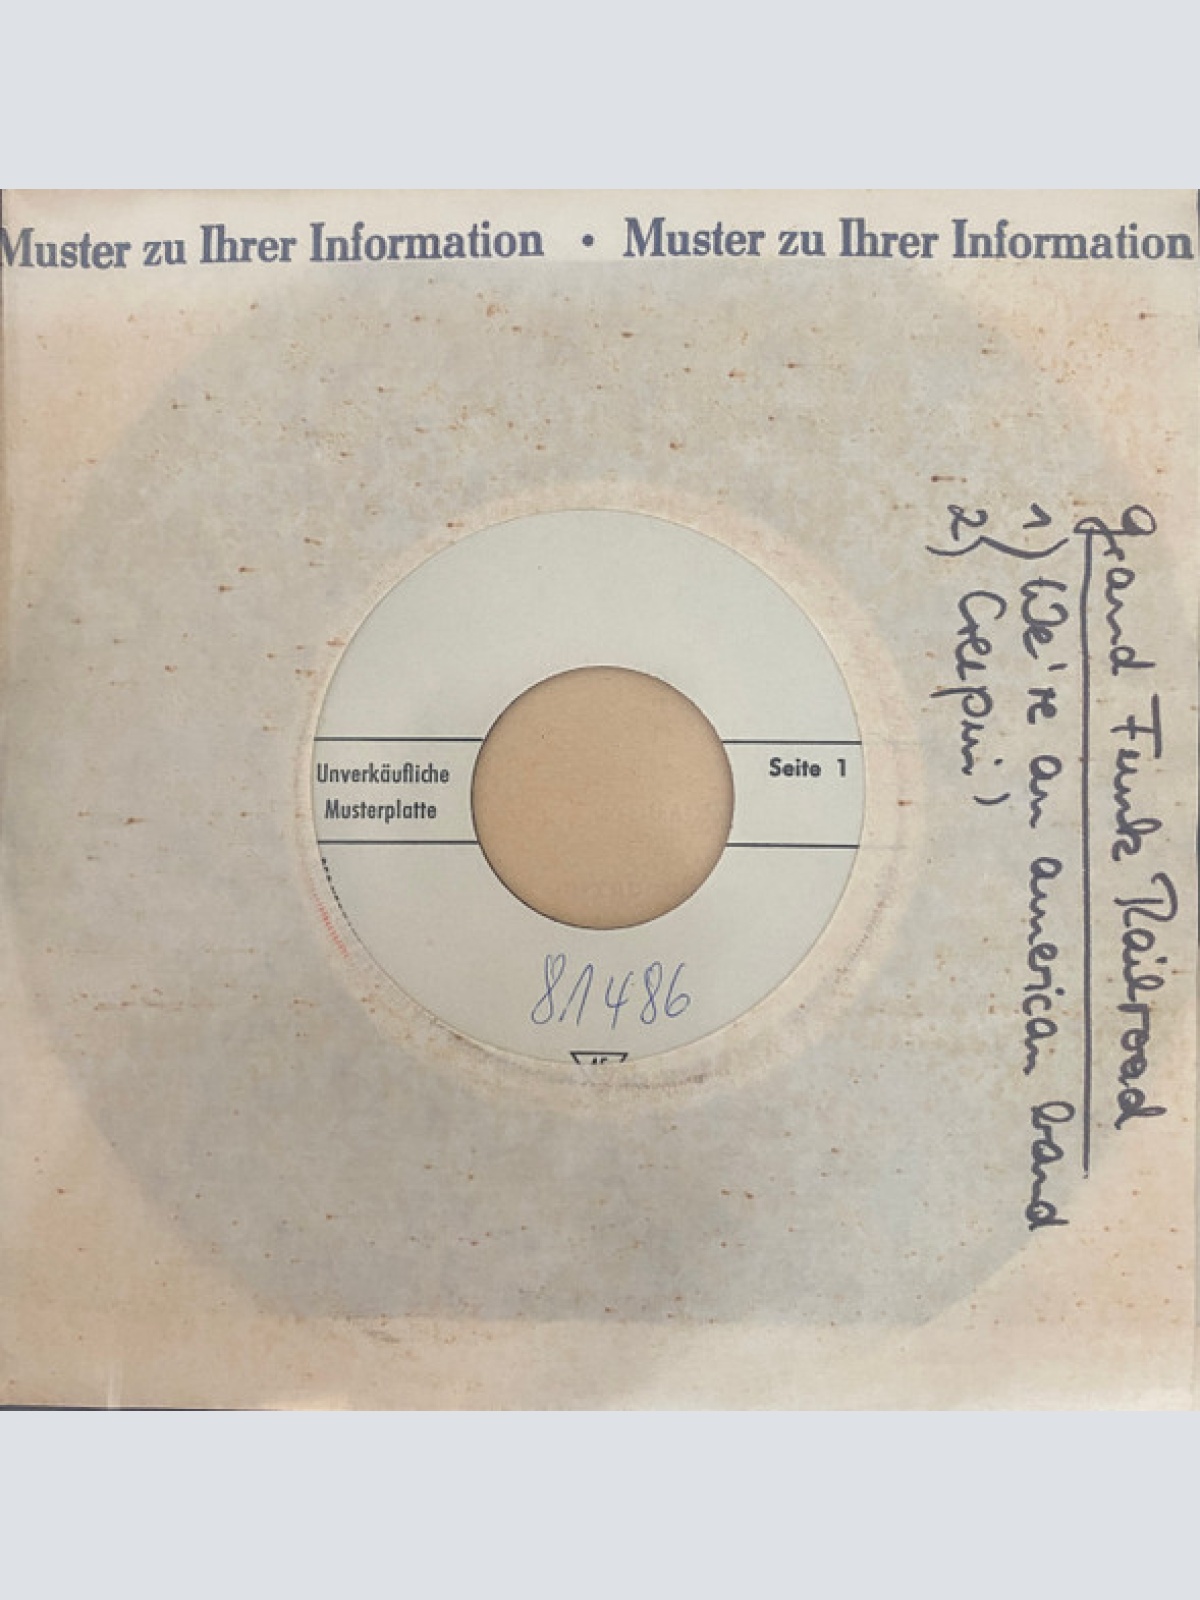 Muster zu Ihrer Information • Muster zu Ihrer Information
Grand Funk Railroad
1) We're an american band
2) Creepin'
Unverkäufliche
Musterplatte
Seite 1
81486
45